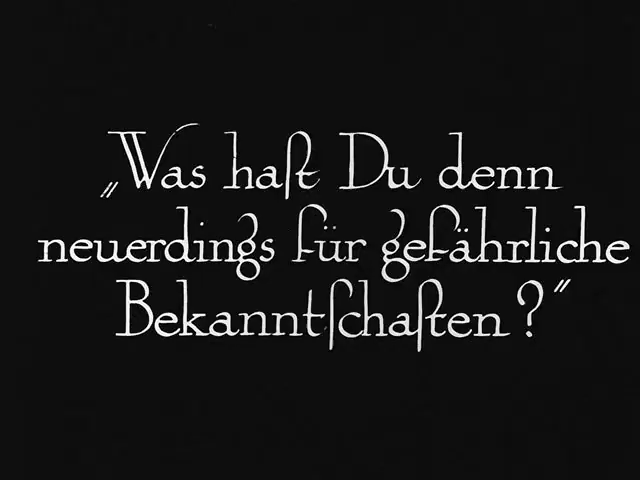 „Was haſt Du denn
neuerdings für gefährliche
Bekanntſchaften?“